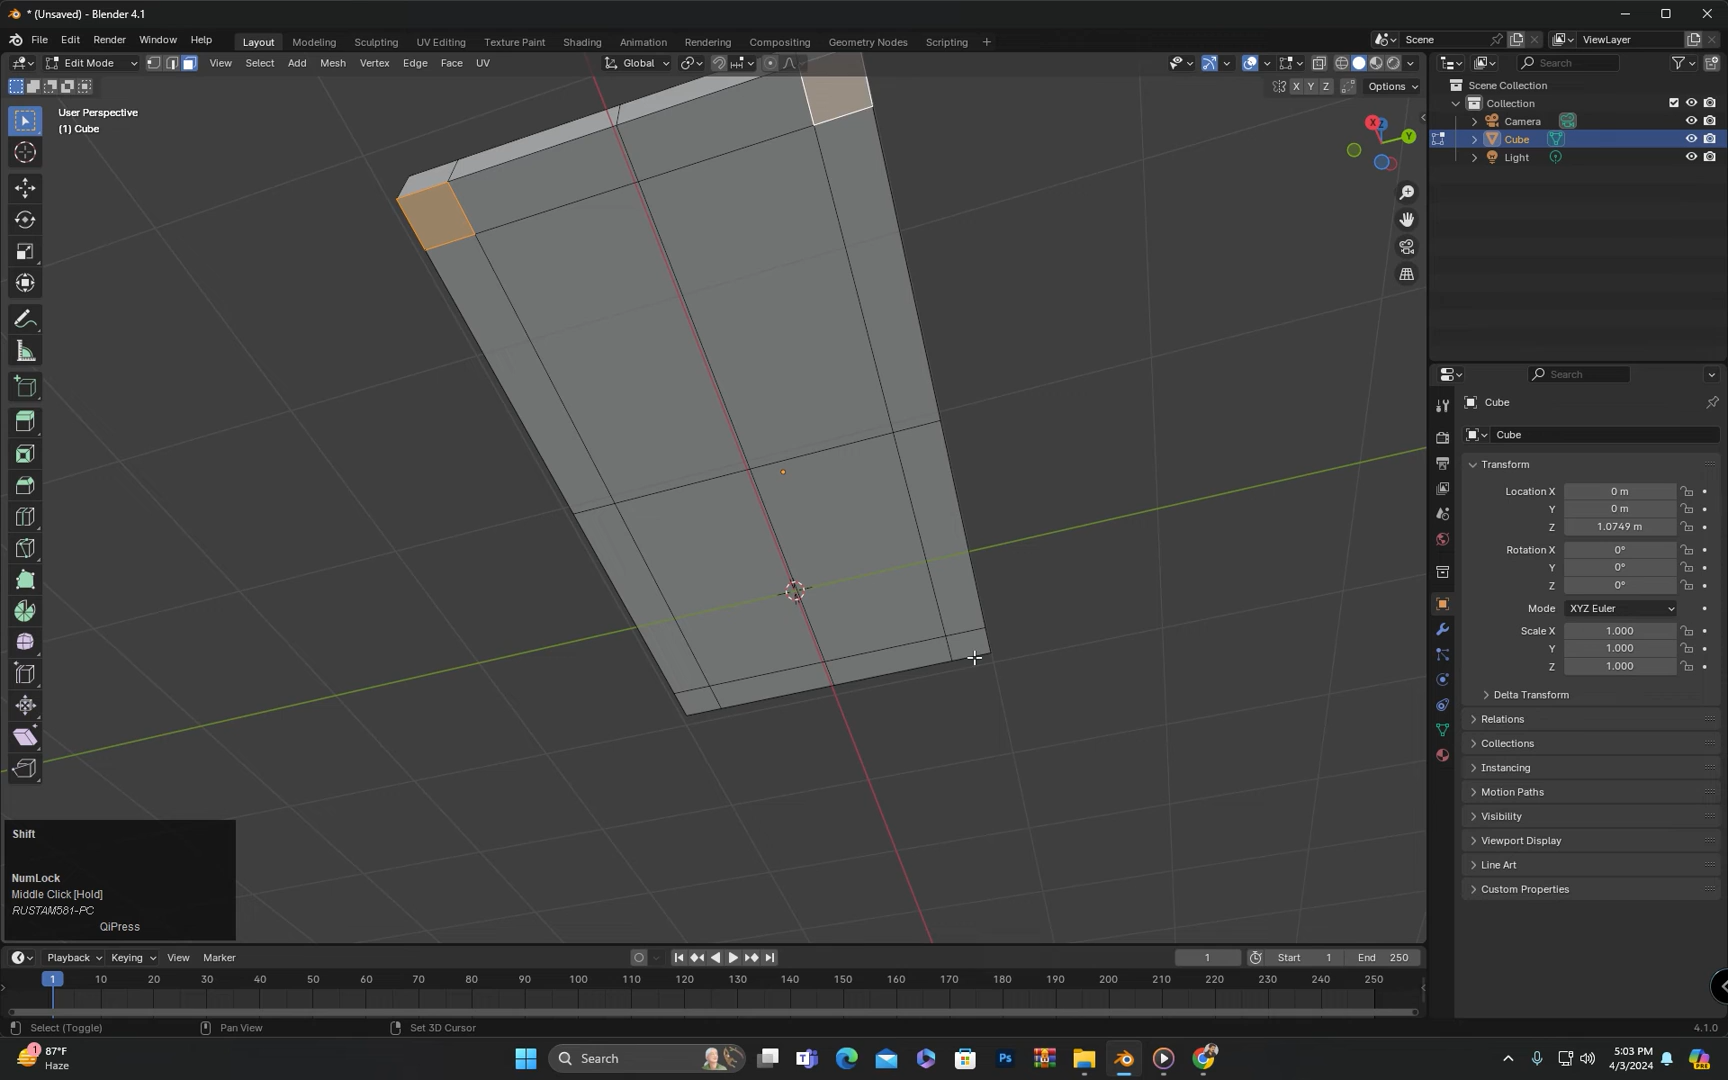 * (Unsaved) - Blender 4.1
File Edit Render Window Help Layout Modeling Sculpting UV Editing Texture Paint Shading Animation Rendering Compositing Geometry Nodes Scripting + Scene ViewLayer
Edit Mode View Select Add Mesh Vertex Edge Face UV Global Search
X Y Z Options
User Perspective
(1) Cube
Scene Collection
Collection
Camera
Cube
Light
X Z Y
Search
Cube
Cube
Transform
Location X 0 m
Y 0 m
Z 1.0749 m
Rotation X 0°
Y 0°
Z 0°
Mode XYZ Euler
Scale X 1.000
Y 1.000
Z 1.000
Delta Transform
Relations
Collections
Instancing
Motion Paths
Visibility
Viewport Display
Line Art
Custom Properties
Shift
NumLock
Middle Click [Hold]
RUSTAM581-PC
QiPress
Playback Keying View Marker 1 Start 1 End 250
1 10 20 30 40 50 60 70 80 90 100 110 120 130 140 150 160 170 180 190 200 210 220 230 240 250
Select (Toggle) Pan View Set 3D Cursor 4.1.0
1 87°F
Haze
Search
Ps
5:03 PM
4/3/2024
PRE